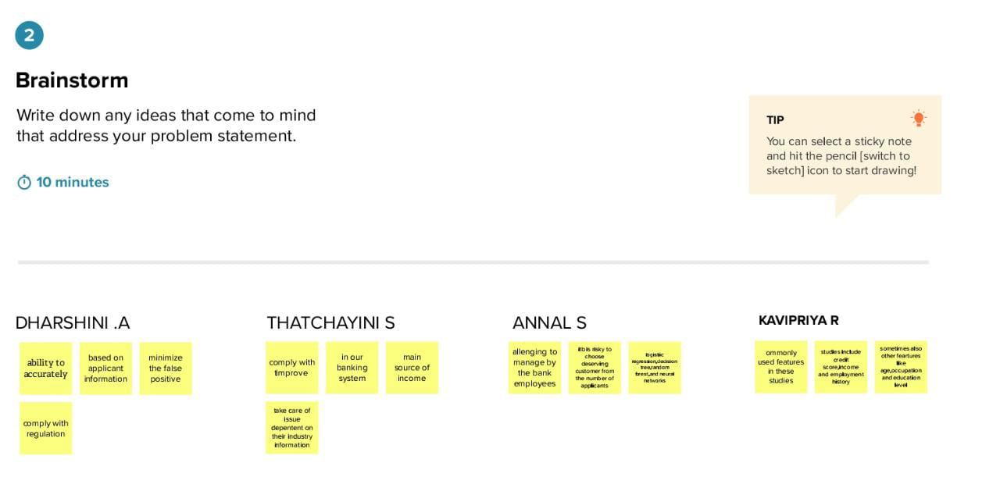 2
Brainstorm
Write down any ideas that come to mind
that address your problem statement.
10 minutes
TIP
You can select a sticky note
and hit the pencil [switch to
sketch] icon to start drawing!
DHARSHINI .A
ability to
accurately
based on
applicant
information
minimize
the false
positive
comply with
regulation
THATCHAYINI S
comply with
timprove
in our
banking
system
main
source of
income
take care of
issue
depentent on
their industry
information
ANNAL S
allenging to
manage by
the bank
employees
risky to
choose
deserving
customer from
the number of
applicants
logistiic
regression,decision
tree,random
forest,and neural
networks
KAVIPRIYA R
ommonly
used features
in these
studies
studies include
credit
score,income
and employment
history
sometimes also
other feartures
like
age,occupation
and education
level